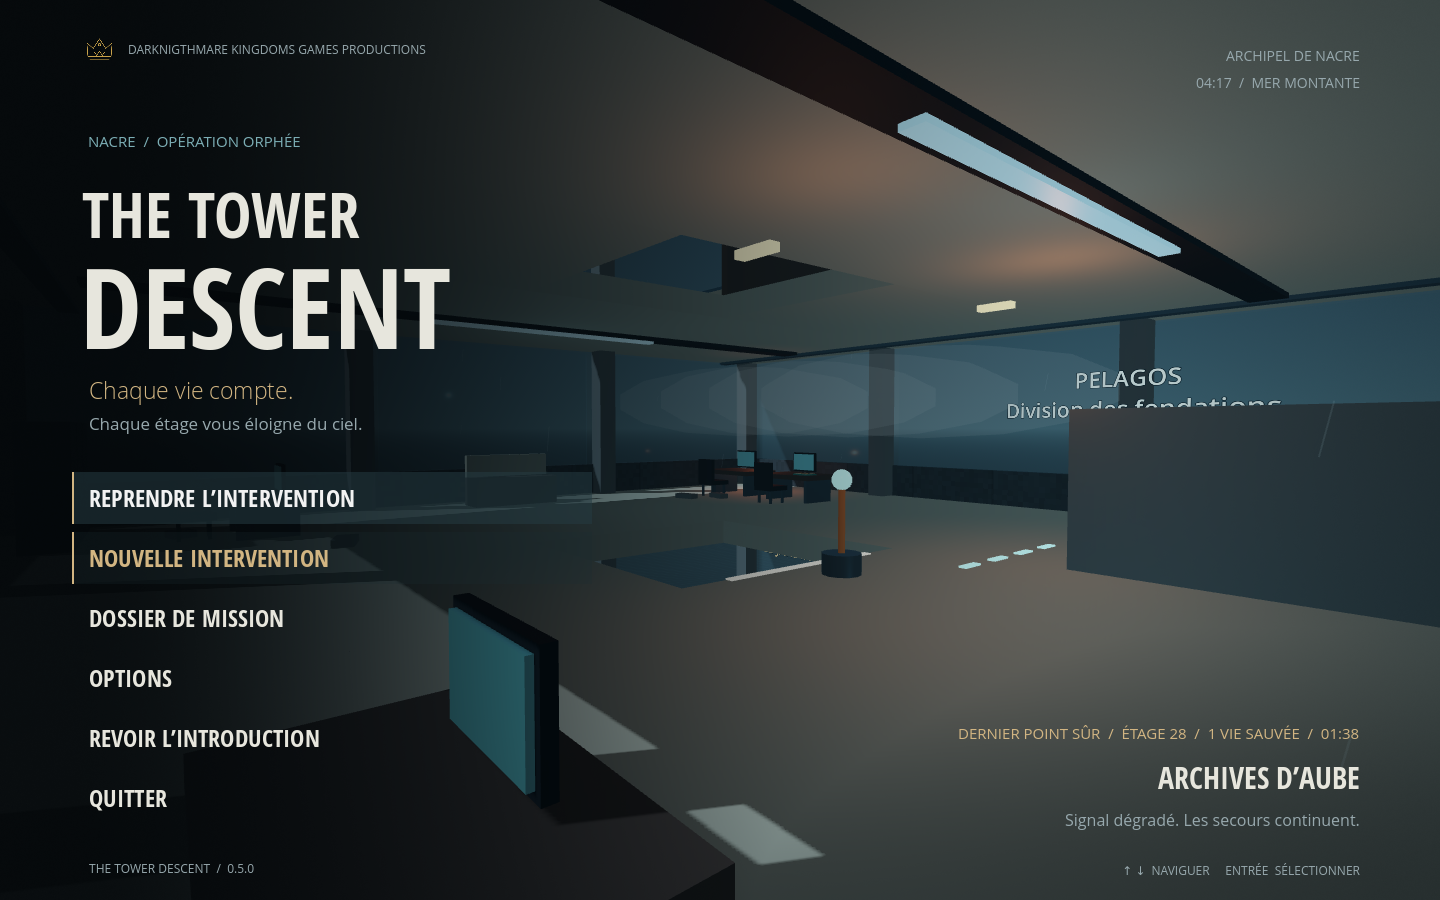 DARKNIGTHMARE KINGDOMS GAMES PRODUCTIONS
ARCHIPEL DE NACRE
04:17 / MER MONTANTE
NACRE / OPÉRATION ORPHÉE
THE TOWER
DESCENT
Chaque vie compte.
Chaque étage vous éloigne du ciel.
PELAGOS
Division des fondations
REPRENDRE L’INTERVENTION
NOUVELLE INTERVENTION
DOSSIER DE MISSION
OPTIONS
REVOIR L’INTRODUCTION
QUITTER
DERNIER POINT SÛR / ÉTAGE 28 / 1 VIE SAUVÉE / 01:38
ARCHIVES D’AUBE
Signal dégradé. Les secours continuent.
THE TOWER DESCENT / 0.5.0
↑ ↓ NAVIGUER ENTRÉE SÉLECTIONNER